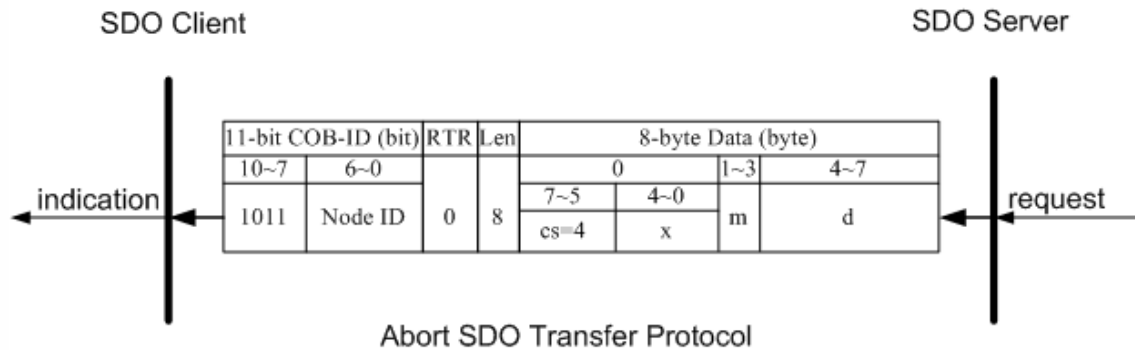 SDO Client
SDO Server
11-bit COB-ID (bit) RTR Len 8-byte Data (byte)
10~7 6~0 0 1~3 4~7
indication 1011 Node ID 0 8 7~5 4~0 m d request
cs=4 x
Abort SDO Transfer Protocol